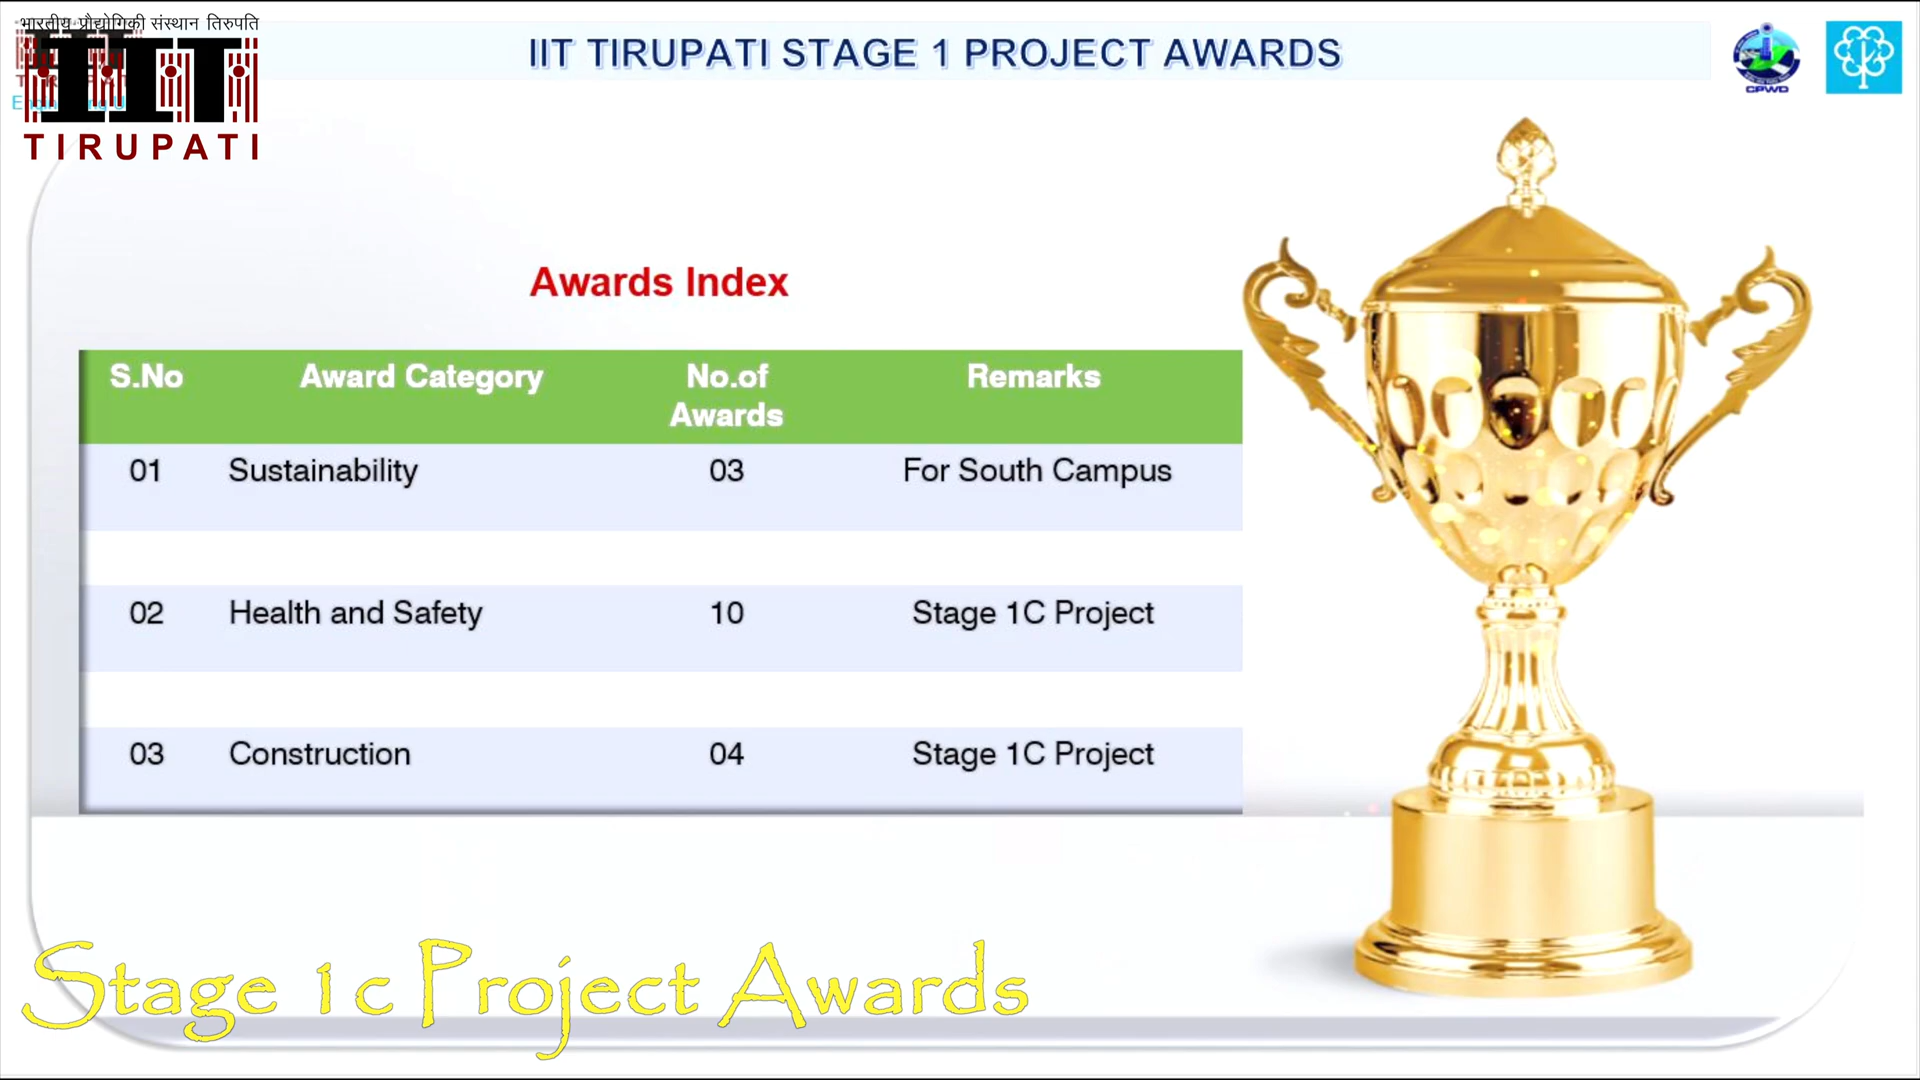 भारतीय प्रौद्योगिकी संस्थान तिरुपति
IIT TIRUPATI STAGE 1 PROJECT AWARDS
IIT
TIRUPATI
CPWD
Awards Index
S.No Award Category No.of Awards Remarks
01 Sustainability 03 For South Campus
02 Health and Safety 10 Stage 1C Project
03 Construction 04 Stage 1C Project
Stage 1c Project Awards